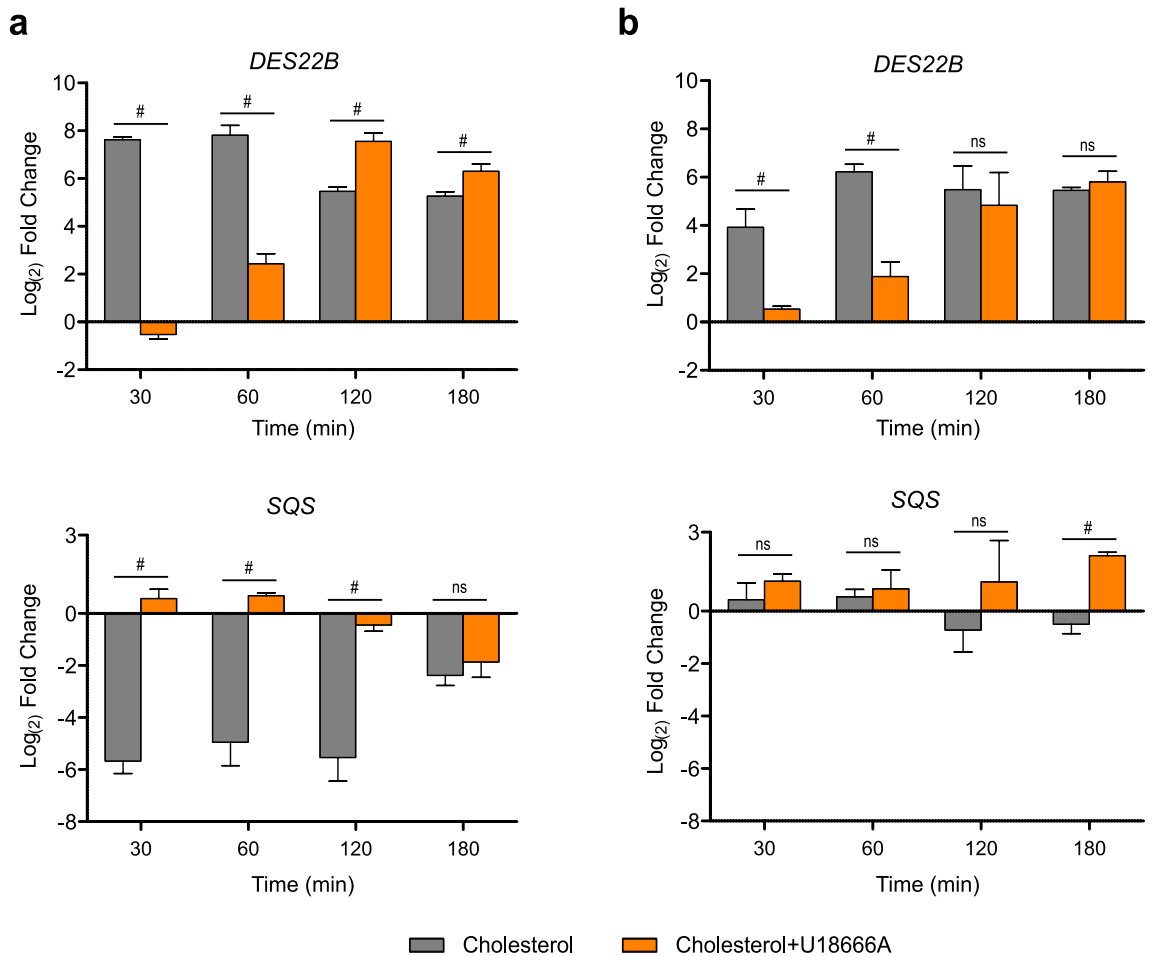 a
DES22B
Log(2) Fold Change
10
8
6
4
2
0
-2
#
#
#
#
30 60 120 180
Time (min)
b
DES22B
Log(2) Fold Change
10
8
6
4
2
0
-2
#
#
ns
ns
30 60 120 180
Time (min)
SQS
Log(2) Fold Change
3
0
-2
-4
-6
-8
#
#
#
ns
30 60 120 180
Time (min)
SQS
Log(2) Fold Change
3
0
-2
-4
-6
-8
ns
ns
ns
#
30 60 120 180
Time (min)
Cholesterol Cholesterol+U18666A